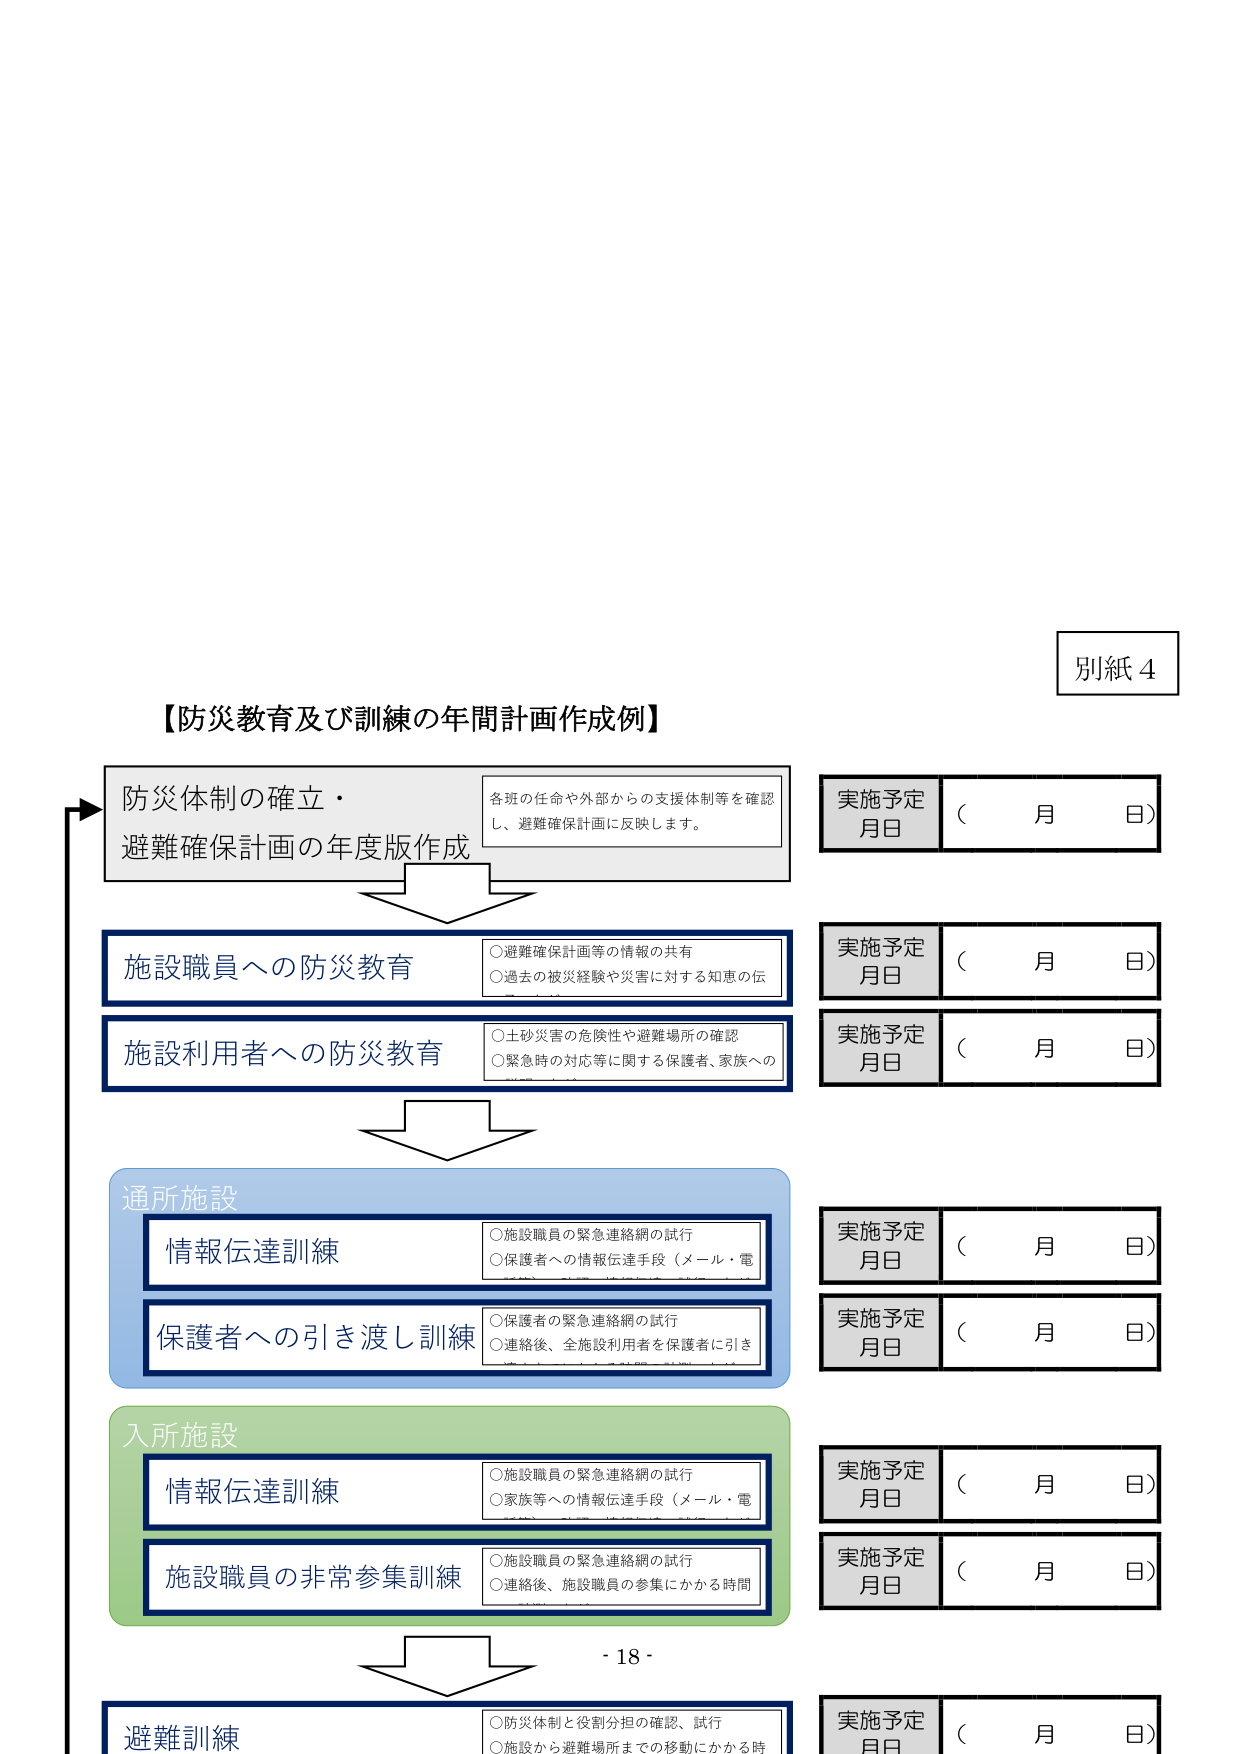 別紙４
【防災教育及び訓練の年間計画作成例】
防災体制の確立・
避難確保計画の年度版作成
各班の任命や外部からの支援体制等を確認
し、避難確保計画に反映します。
実施予定
月日
（　　月　　日）
施設職員への防災教育
○避難確保計画等の情報の共有
○過去の被災経験や災害に対する知恵の伝
実施予定
月日
（　　月　　日）
施設利用者への防災教育
○土砂災害の危険性や避難場所の確認
○緊急時の対応等に関する保護者、家族への
実施予定
月日
（　　月　　日）
通所施設
情報伝達訓練
○施設職員の緊急連絡網の試行
○保護者への情報伝達手段（メール・電
実施予定
月日
（　　月　　日）
保護者への引き渡し訓練
○保護者の緊急連絡網の試行
○連絡後、全施設利用者を保護者に引き
実施予定
月日
（　　月　　日）
入所施設
情報伝達訓練
○施設職員の緊急連絡網の試行
○家族等への情報伝達手段（メール・電
実施予定
月日
（　　月　　日）
施設職員の非常参集訓練
○施設職員の緊急連絡網の試行
○連絡後、施設職員の参集にかかる時間
実施予定
月日
（　　月　　日）
- 18 -
避難訓練
○防災体制と役割分担の確認、試行
○施設から避難場所までの移動にかかる時
実施予定
月日
（　　月　　日）